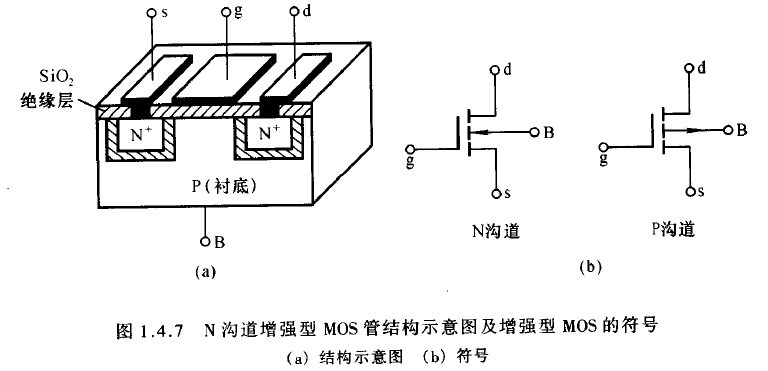 s g d
SiO₂
绝缘层
N⁺ N⁺
P(衬底)
B
(a)
d
B
g
s
N沟道
d
B
g
s
P沟道
(b)
图 1.4.7 N 沟道增强型 MOS 管结构示意图及增强型 MOS 的符号
(a) 结构示意图 (b) 符号